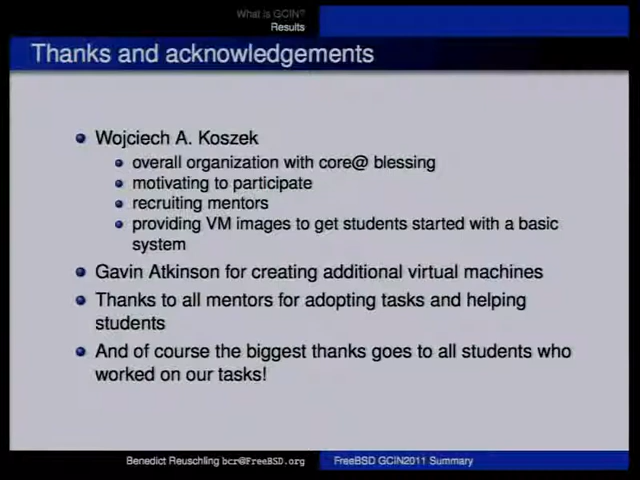 What is GCIN?
Results
Thanks and acknowledgements
Wojciech A. Koszek
overall organization with core@ blessing
motivating to participate
recruiting mentors
providing VM images to get students started with a basic
system
Gavin Atkinson for creating additional virtual machines
Thanks to all mentors for adopting tasks and helping
students
And of course the biggest thanks goes to all students who
worked on our tasks!
Benedict Reuschling bcr@FreeBSD.org
FreeBSD GCIN2011 Summary